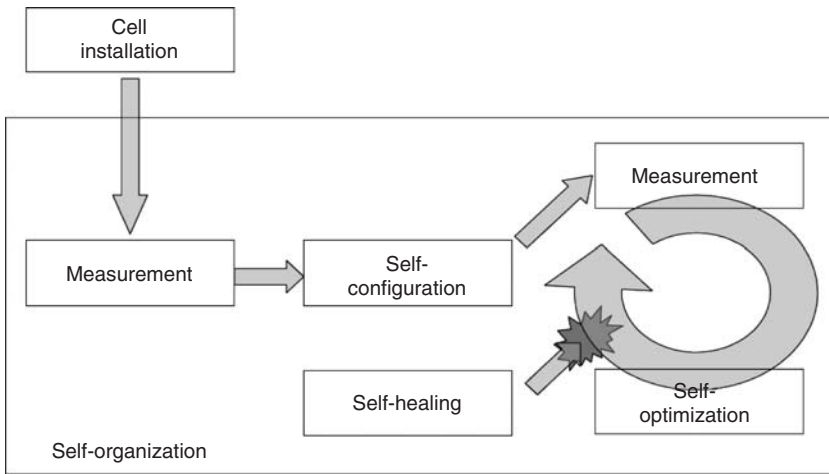 Cell
installation
Measurement
Measurement
Self-
configuration
Self-healing
Self-
optimization
Self-organization